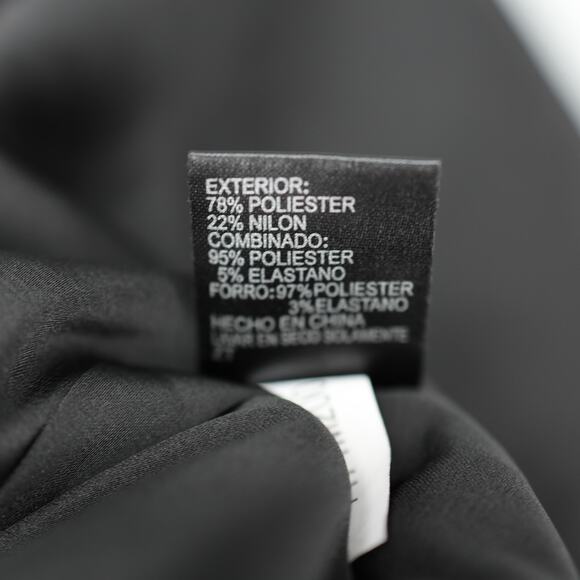 EXTERIOR:
78% POLIESTER
22% NILON
COMBINADO:
95% POLIESTER
5% ELASTANO
FORRO:97%POLIESTER
3%ELASTANO
HECHO EN CHINA
LAVAR EN SECO SOLAMENTE